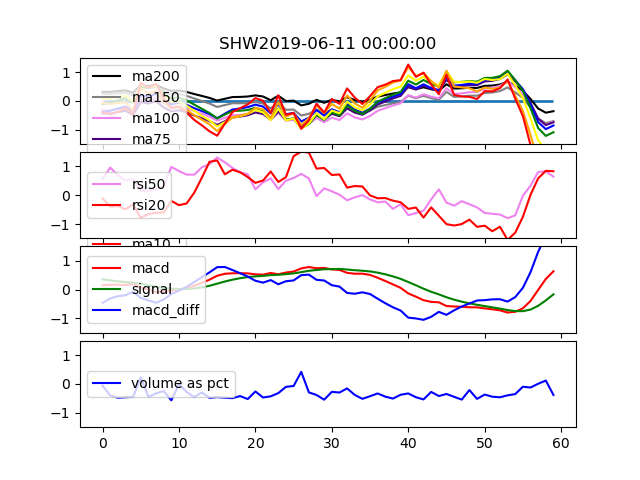 SHW2019-06-11 00:00:00
1
0
−1
ma200
ma150
ma100
ma75
1
0
−1
rsi50
rsi20
ma10
1
0
−1
macd
signal
macd_diff
1
0
−1
volume as pct
0 10 20 30 40 50 60